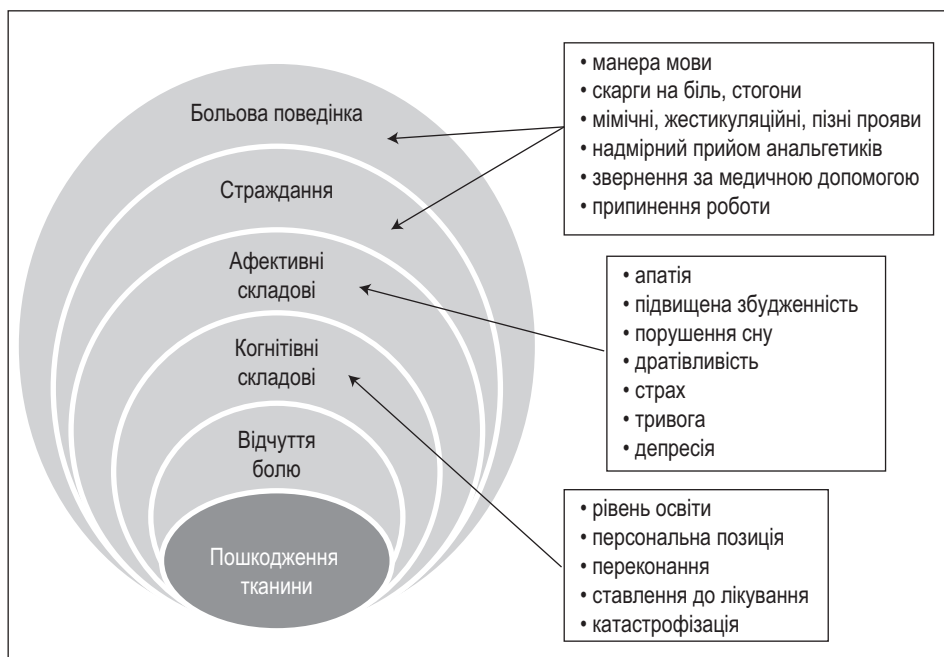 Больова поведінка
Страждання
Афективні
складові
Когнітівні
складові
Відчуття
болю
Пошкодження
тканини
• манера мови
• скарги на біль, стогони
• мімічні, жестикуляційні, пізні прояви
• надмірний прийом анальгетиків
• звернення за медичною допомогою
• припинення роботи
• апатія
• підвищена збудженність
• порушення сну
• дратівливість
• страх
• тривога
• депресія
• рівень освіти
• персональна позиція
• переконання
• ставлення до лікування
• катастрофізація